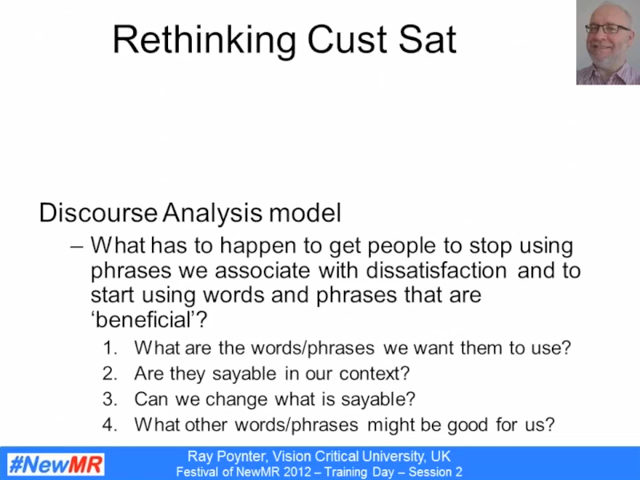 Rethinking Cust Sat
Discourse Analysis model
– What has to happen to get people to stop using
phrases we associate with dissatisfaction and to
start using words and phrases that are
‘beneficial’?
1. What are the words/phrases we want them to use?
2. Are they sayable in our context?
3. Can we change what is sayable?
4. What other words/phrases might be good for us?
#NewMR
Ray Poynter, Vision Critical University, UK
Festival of NewMR 2012 – Training Day – Session 2